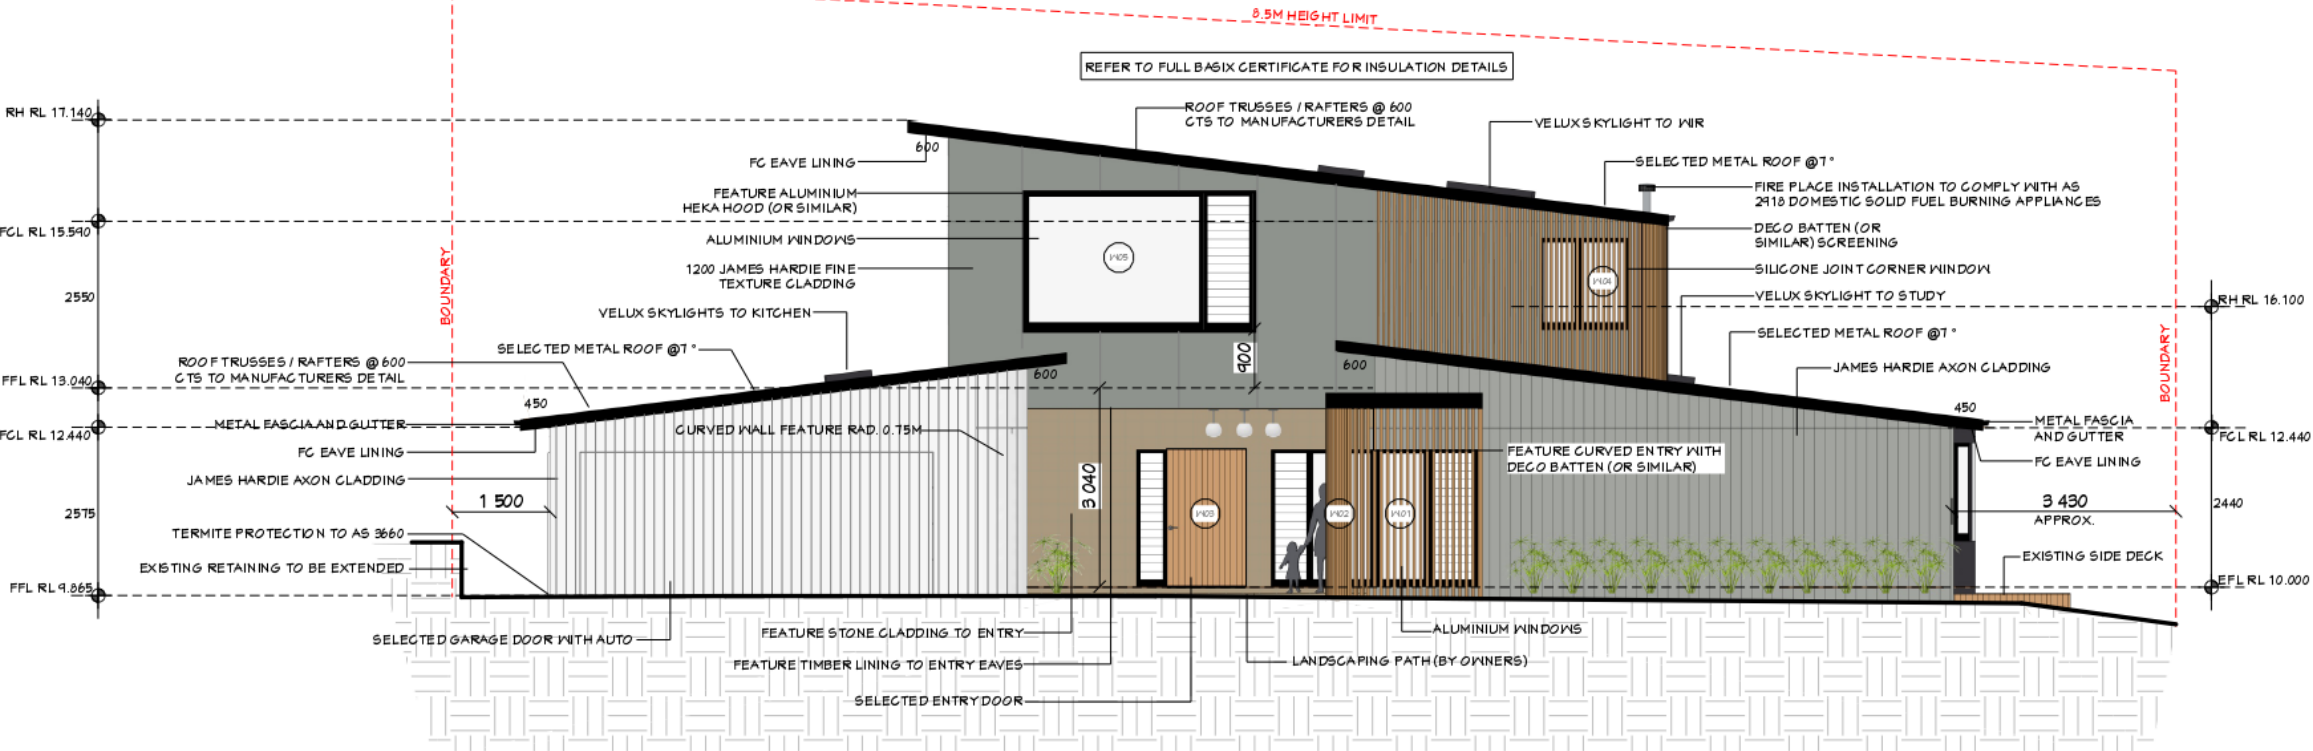 8.5M HEIGHT LIMIT
REFER TO FULL BASIX CERTIFICATE FOR INSULATION DETAILS
RH RL 17.140
ROOF TRUSSES / RAFTERS @ 600
CTS TO MANUFACTURERS DETAIL
VELUX SKYLIGHT TO WIR
600
FC EAVE LINING
SELECTED METAL ROOF @7°
FEATURE ALUMINIUM
HEKA HOOD (OR SIMILAR)
FIRE PLACE INSTALLATION TO COMPLY WITH AS
2918 DOMESTIC SOLID FUEL BURNING APPLIANCES
FCL RL 15.590
ALUMINIUM WINDOWS
DECO BATTEN (OR
SIMILAR) SCREENING
W.05
1200 JAMES HARDIE FINE
TEXTURE CLADDING
SILICONE JOINT CORNER WINDOW
W.04
BOUNDARY
2550
VELUX SKYLIGHT TO STUDY
RH RL 16.100
VELUX SKYLIGHTS TO KITCHEN
SELECTED METAL ROOF @7°
BOUNDARY
SELECTED METAL ROOF @7°
900
ROOF TRUSSES / RAFTERS @ 600
CTS TO MANUFACTURERS DETAIL
600
600
JAMES HARDIE AXON CLADDING
FFL RL 13.040
450
450
METAL FASCIA AND GUTTER
METAL FASCIA
AND GUTTER
FCL RL 12.440
CURVED WALL FEATURE RAD. 0.75M
FCL RL 12.440
FC EAVE LINING
FEATURE CURVED ENTRY WITH
DECO BATTEN (OR SIMILAR)
FC EAVE LINING
JAMES HARDIE AXON CLADDING
3 040
1 500
3 430
APPROX.
2575
W.03
W.02
W.01
2440
TERMITE PROTECTION TO AS 3660
EXISTING RETAINING TO BE EXTENDED
EXISTING SIDE DECK
FFL RL 9.865
EFL RL 10.000
SELECTED GARAGE DOOR WITH AUTO
FEATURE STONE CLADDING TO ENTRY
ALUMINIUM WINDOWS
FEATURE TIMBER LINING TO ENTRY EAVES
LANDSCAPING PATH (BY OWNERS)
SELECTED ENTRY DOOR